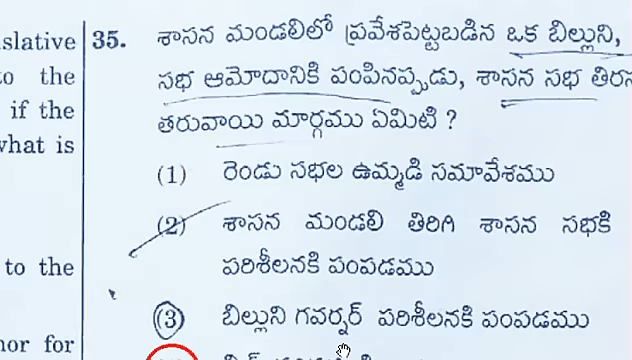 slative
35. శాసన మండలిలో ప్రవేశపెట్టబడిన ఒక బిల్లుని,
to the
సభ ఆమోదానికి పంపినప్పుడు, శాసన సభ
if the
తరువాయి మార్గము ఏమిటి ?
what is
(1) రెండు సభల ఉమ్మడి సమావేశము
(2) శాసన మండలి తిరిగి శాసన సభకి
to the
పరిశీలనకి పంపడము
(3) బిల్లుని గవర్నర్ పరిశీలనకి పంపడము
nor for